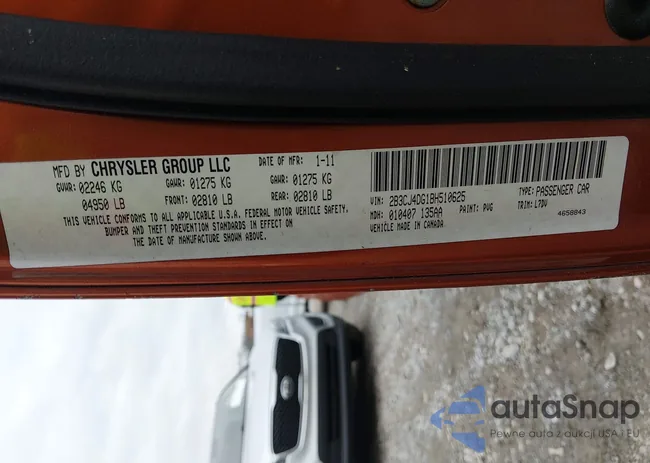 MFD BY CHRYSLER GROUP LLC DATE OF MFR: 1-11
GVWR: 02246 KG GAWR: 01275 KG GAWR: 01275 KG
04950 LB FRONT: 02810 LB REAR: 02810 LB
THIS VEHICLE CONFORMS TO ALL APPLICABLE U.S.A. FEDERAL MOTOR VEHICLE SAFETY,
BUMPER AND THEFT PREVENTION STANDARDS IN EFFECT ON
THE DATE OF MANUFACTURE SHOWN ABOVE.
VIN: 2B3CJ4DG1BH510625 TYPE: PASSENGER CAR
MDH: 010407 135AA PAINT: PVG TRIM: L7DV
VEHICLE MADE IN CANADA. 4658843
autaSnap
Pewne auta z aukcji USA i EU